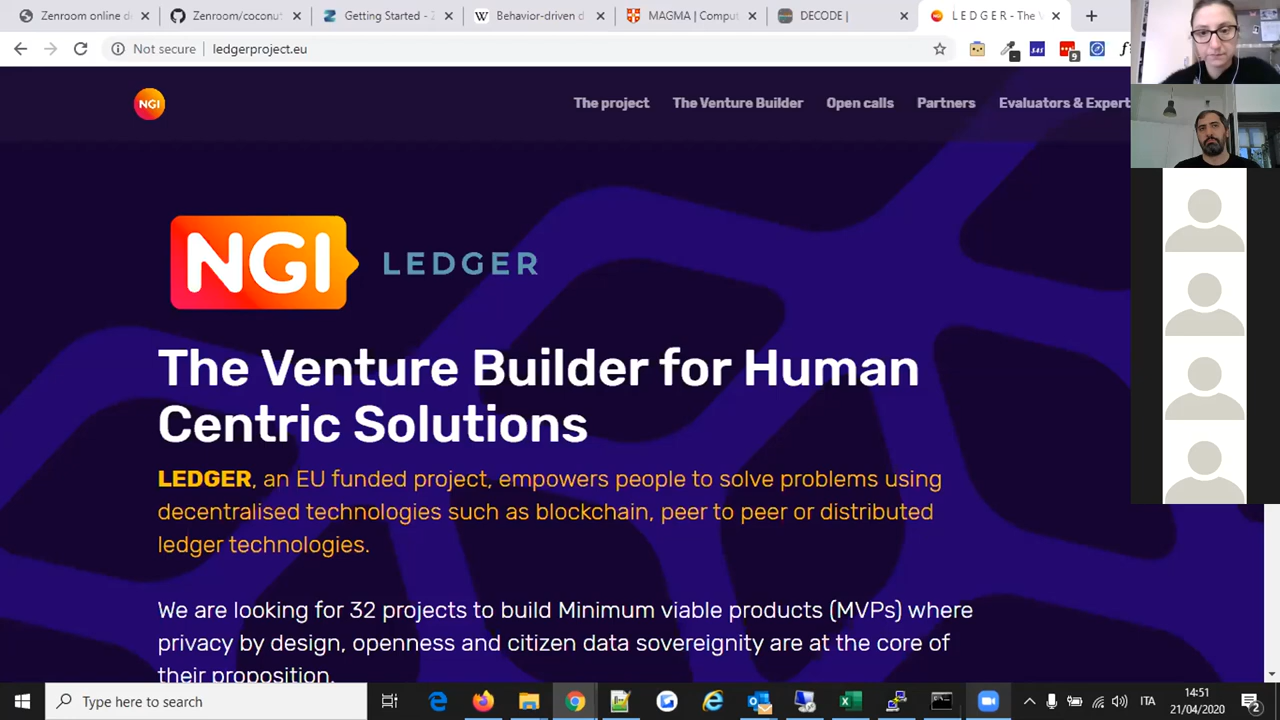 Zenroom online d
Zenroom/coconut
Getting Started - Z
Behavior-driven d
MAGMA | Comput
DECODE |
L E D G E R - The V
Not secure | ledgerproject.eu
9
NGI
The project
The Venture Builder
Open calls
Partners
Evaluators & Expert
NGI LEDGER
The Venture Builder for Human
Centric Solutions
LEDGER, an EU funded project, empowers people to solve problems using
decentralised technologies such as blockchain, peer to peer or distributed
ledger technologies.
We are looking for 32 projects to build Minimum viable products (MVPs) where
privacy by design, openness and citizen data sovereignity are at the core of
their proposition.
Type here to search
ITA
14:51
21/04/2020
2